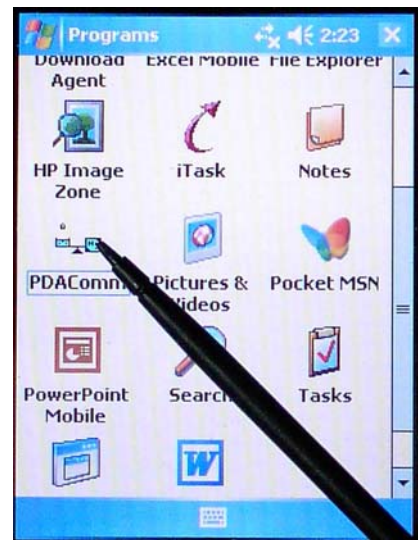 Programs 2:23
Download Agent
Excel Mobile
File Explorer
HP Image Zone
iTask
Notes
PDAComm
Pictures & Videos
Pocket MSN
PowerPoint Mobile
Search
Tasks
W